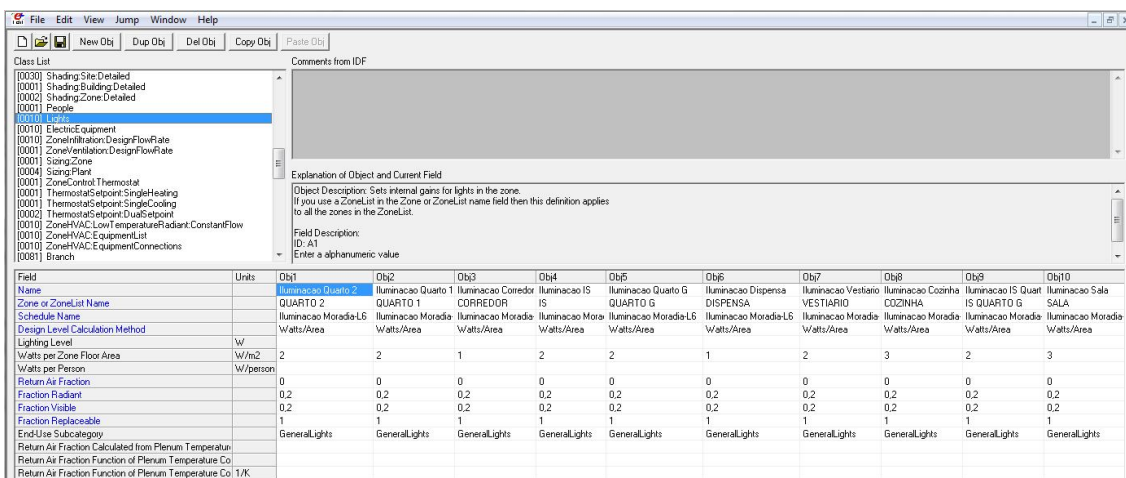 File Edit View Jump Window Help
New Obj Dup Obj Del Obj Copy Obj Paste Obj
Class List
[0030] Shading:Site:Detailed
[0001] Shading:Building:Detailed
[0002] Shading:Zone:Detailed
[0001] People
[0010] Lights
[0010] ElectricEquipment
[0010] ZoneInfiltration:DesignFlowRate
[0001] ZoneVentilation:DesignFlowRate
[0001] Sizing:Zone
[0004] Sizing:Plant
[0001] ZoneControl:Thermostat
[0001] ThermostatSetpoint:SingleHeating
[0001] ThermostatSetpoint:SingleCooling
[0002] ThermostatSetpoint:DualSetpoint
[0010] ZoneHVAC:LowTemperatureRadiant:ConstantFlow
[0010] ZoneHVAC:EquipmentList
[0010] ZoneHVAC:EquipmentConnections
[0081] Branch
Comments from IDF
Explanation of Object and Current Field
Object Description: Sets internal gains for lights in the zone.
If you use a ZoneList in the Zone or ZoneList name field then this definition applies
to all the zones in the ZoneList.
Field Description:
ID: A1
Enter a alphanumeric value
Field Units Obj1 Obj2 Obj3 Obj4 Obj5 Obj6 Obj7 Obj8 Obj9 Obj10
Name Iluminacao Quarto 2 Iluminacao Quarto 1 Iluminacao Corredor Iluminacao IS Iluminacao Quarto G Iluminacao Dispensa Iluminacao Vestiario Iluminacao Cozinha Iluminacao IS Quart Iluminacao Sala
Zone or ZoneList Name QUARTO 2 QUARTO 1 CORREDOR IS QUARTO G DISPENSA VESTIARIO COZINHA IS QUARTO G SALA
Schedule Name Iluminacao Moradia-L6 Iluminacao Moradia- Iluminacao Moradia- Iluminacao Mora Iluminacao Moradia-L6 Iluminacao Moradia-L6 Iluminacao Moradia- Iluminacao Moradia- Iluminacao Moradia- Iluminacao Moradia-
Design Level Calculation Method Watts/Area Watts/Area Watts/Area Watts/Area Watts/Area Watts/Area Watts/Area Watts/Area Watts/Area Watts/Area
Lighting Level W
Watts per Zone Floor Area W/m2 2 2 1 2 2 1 2 3 2 3
Watts per Person W/person
Return Air Fraction 0 0 0 0 0 0 0 0 0 0
Fraction Radiant 0,2 0,2 0,2 0,2 0,2 0,2 0,2 0,2 0,2 0,2
Fraction Visible 0,2 0,2 0,2 0,2 0,2 0,2 0,2 0,2 0,2 0,2
Fraction Replaceable 1 1 1 1 1 1 1 1 1 1
End-Use Subcategory GeneralLights GeneralLights GeneralLights GeneralLights GeneralLights GeneralLights GeneralLights GeneralLights GeneralLights GeneralLights
Return Air Fraction Calculated from Plenum Temperatur
Return Air Fraction Function of Plenum Temperature Co
Return Air Fraction Function of Plenum Temperature Co 1/K